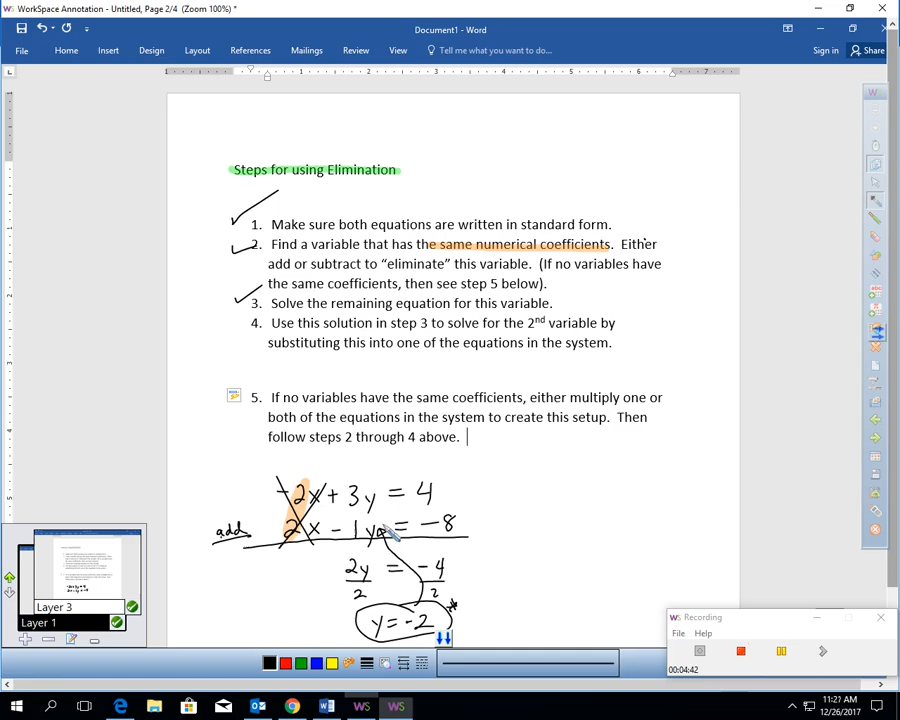 WorkSpace Annotation, Page 2/4 (Zoom 100%) *
Document1 - Word
File Home Insert Design Layout References Mailings Review View Tell me what you want to do... Sign in Share
1 1 2 3 4 5 6 7
Steps for using Elimination
1. Make sure both equations are written in standard form.
2. Find a variable that has the same numerical coefficients. Either
add or subtract to “eliminate” this variable. (If no variables have
the same coefficients, then see step 5 below).
3. Solve the remaining equation for this variable.
4. Use this solution in step 3 to solve for the 2nd variable by
substituting this into one of the equations in the system.
5. If no variables have the same coefficients, either multiply one or
both of the equations in the system to create this setup. Then
follow steps 2 through 4 above.
-2x + 3y = 4
add 2x - 1y = -8
2y = -4
2 2
y = -2 *
Layer 3
Layer 1
Recording
File Help
00:04:42
11:21 AM
12/26/2017